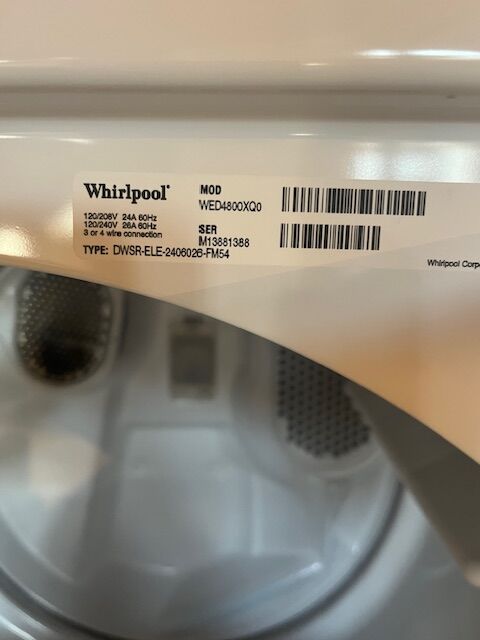 Whirlpool
MOD
WED4800XQ0
120/208V 24A 60Hz
120/240V 26A 60Hz
3 or 4 wire connection
SER
M13881388
TYPE: DWSR-ELE-2406026-FM54
Whirlpool Corp